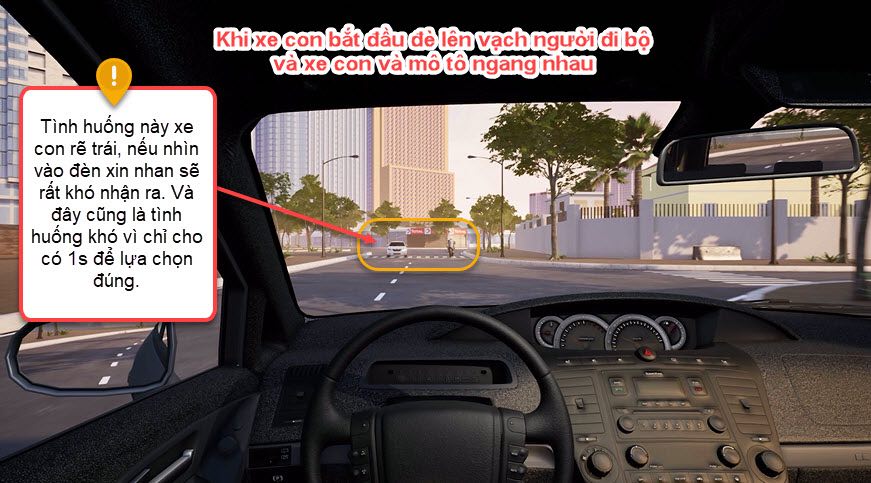 Khi xe con bắt đầu đè lên vạch người đi bộ
và xe con và mô tô ngang nhau
!
Tình huống này xe
con rẽ trái, nếu nhìn
vào đèn xin nhan sẽ
rất khó nhận ra. Và
đây cũng là tình
huống khó vì chỉ cho
có 1s để lựa chọn
đúng.